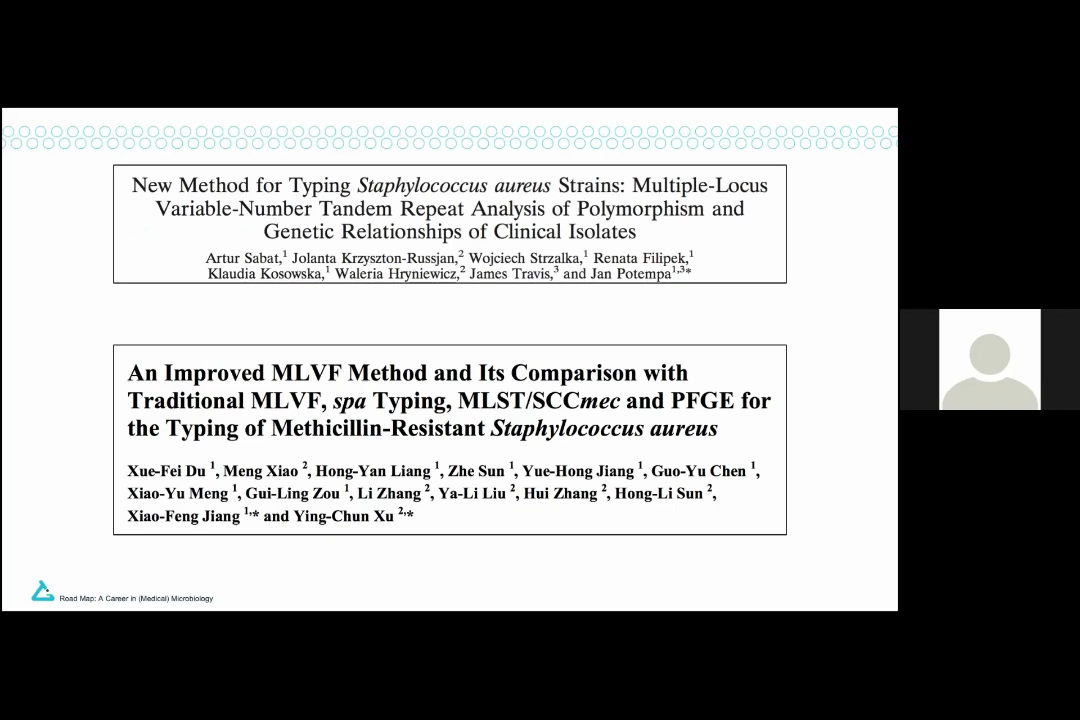 New Method for Typing Staphylococcus aureus Strains: Multiple-Locus
Variable-Number Tandem Repeat Analysis of Polymorphism and
Genetic Relationships of Clinical Isolates
Artur Sabat,1 Jolanta Krzyszton-Russjan,2 Wojciech Strzalka,1 Renata Filipek,1
Klaudia Kosowska,1 Waleria Hryniewicz,2 James Travis,3 and Jan Potempa1,3*
An Improved MLVF Method and Its Comparison with
Traditional MLVF, spa Typing, MLST/SCCmec and PFGE for
the Typing of Methicillin-Resistant Staphylococcus aureus
Xue-Fei Du 1, Meng Xiao 2, Hong-Yan Liang 1, Zhe Sun 1, Yue-Hong Jiang 1, Guo-Yu Chen 1,
Xiao-Yu Meng 1, Gui-Ling Zou 1, Li Zhang 2, Ya-Li Liu 2, Hui Zhang 2, Hong-Li Sun 2,
Xiao-Feng Jiang 1,* and Ying-Chun Xu 2,*
Road Map: A Career in (Medical) Microbiology